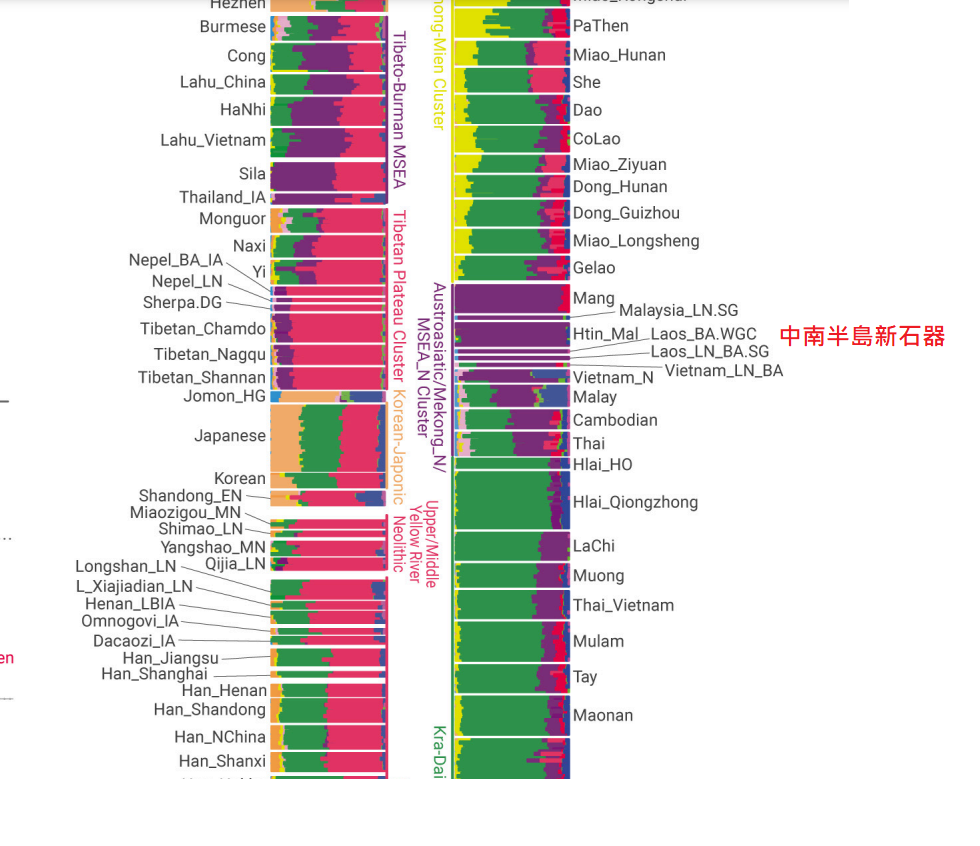 Hezhen
Burmese
Cong
Lahu_China
HaNhi
Lahu_Vietnam
Sila
Thailand_IA
Tibeto-Burman MSEA
Monguor
Naxi
Nepel_BA_IA
Yi
Nepel_LN
Sherpa.DG
Tibetan_Chamdo
Tibetan_Nagqu
Tibetan_Shannan
Tibetan Plateau Cluster
Jomon_HG
Japanese
Korean
Korean-Japonic
Shandong_EN
Miaozigou_MN
Shimao_LN
Yangshao_MN
Qijia_LN
Upper/Middle
Yellow River
Neolithic
Longshan_LN
L_Xiajiadian_LN
Henan_LBIA
Omnogovi_IA
Dacaozi_IA
Han_Jiangsu
Han_Shanghai
Han_Henan
Han_Shandong
Han_NChina
Han_Shanxi
en
ong-Mien Cluster
PaThen
Miao_Hunan
She
Dao
CoLao
Miao_Ziyuan
Dong_Hunan
Dong_Guizhou
Miao_Longsheng
Gelao
Austroasiatic/Mekong_N/
MSEA_N Cluster
Mang
Malaysia_LN.SG
Htin_Mal
Laos_BA.WGC
中南半島新石器
Laos_LN_BA.SG
Vietnam_LN_BA
Vietnam_N
Malay
Cambodian
Thai
Hlai_HO
Hlai_Qiongzhong
LaChi
Muong
Thai_Vietnam
Mulam
Tay
Maonan
Kra-Dai